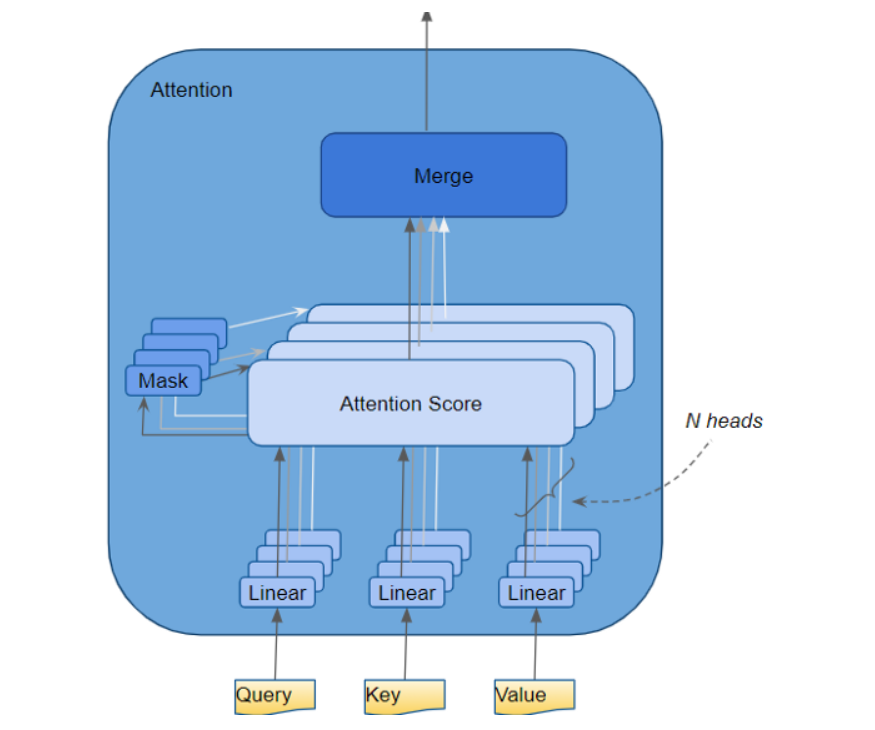 Attention
Merge
Mask
Attention Score
N heads
Linear
Linear
Linear
Query
Key
Value